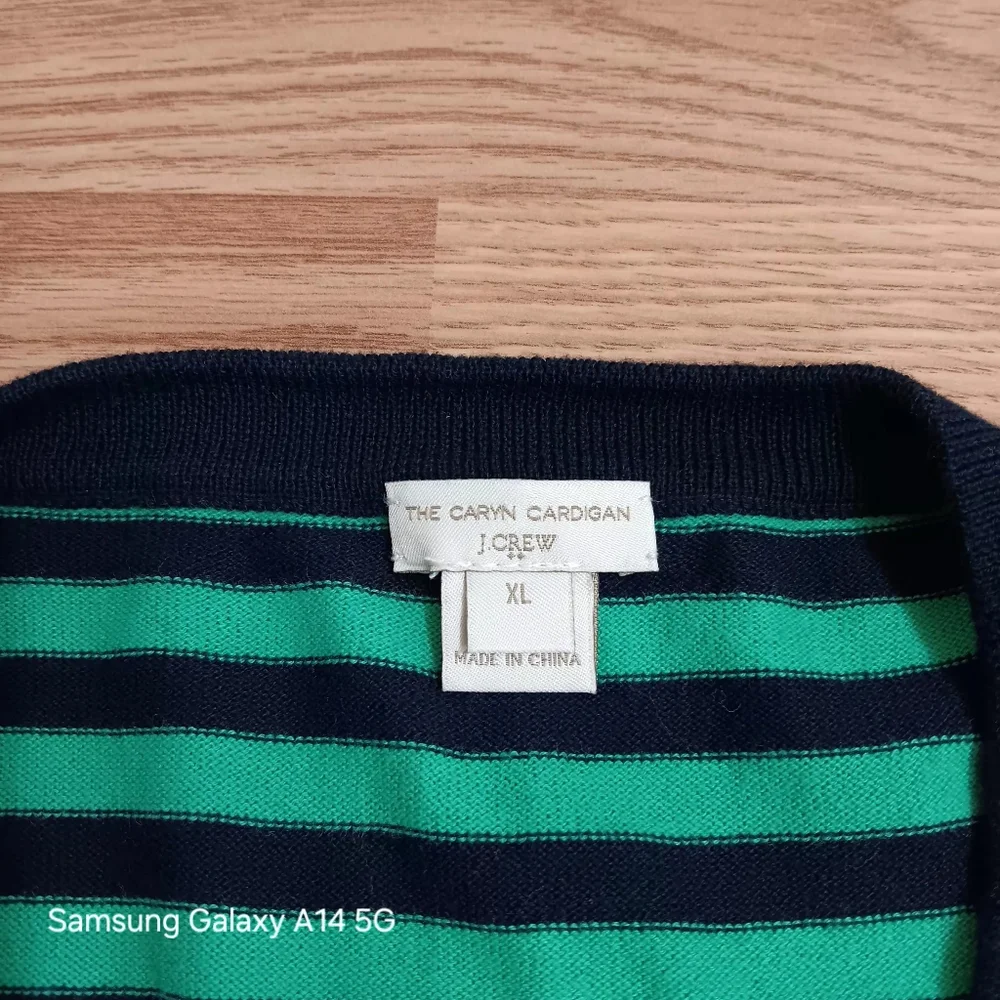 THE CARYN CARDIGAN
J.CREW
XL
MADE IN CHINA
Samsung Galaxy A14 5G